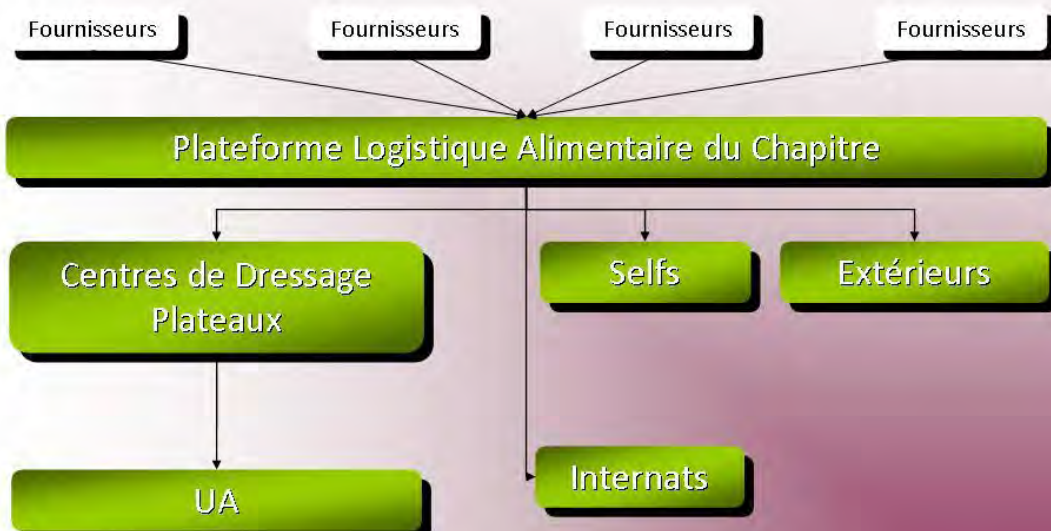 Fournisseurs
Fournisseurs
Fournisseurs
Fournisseurs
Plateforme Logistique Alimentaire du Chapitre
Centres de Dressage
Plateaux
Selfs
Extérieurs
UA
Internats